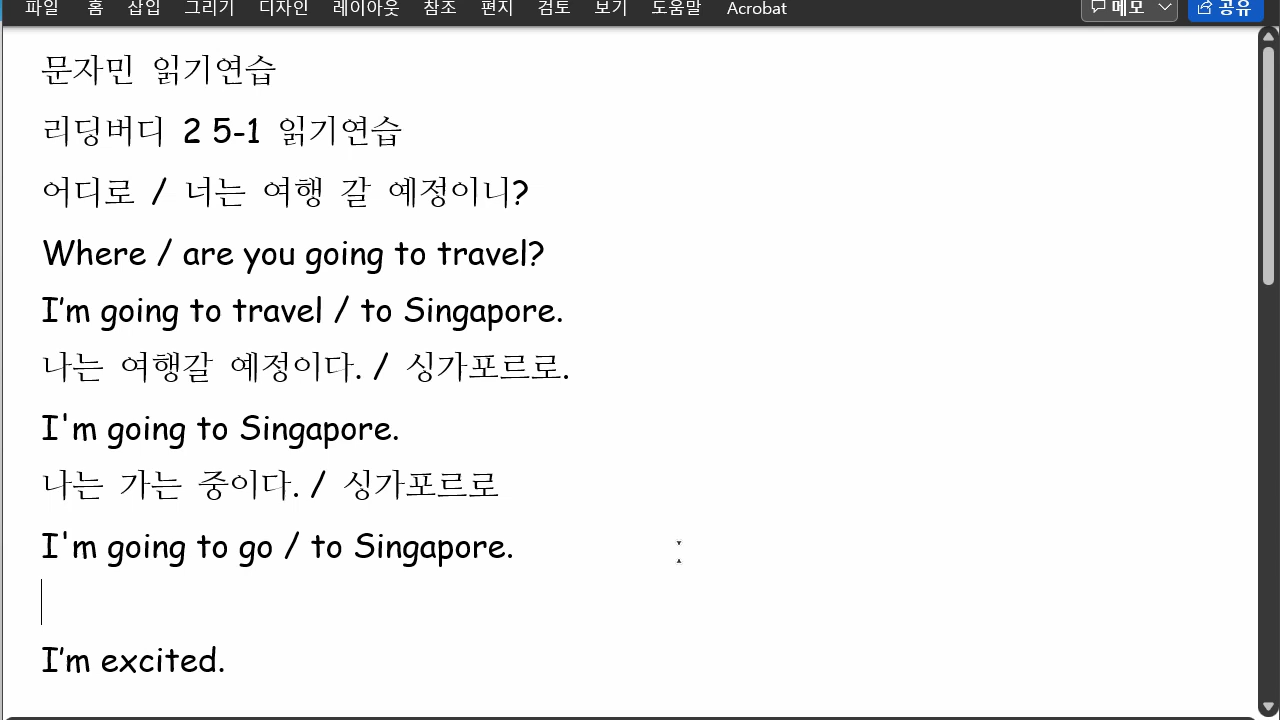 파일 홈 삽입 그리기 디자인 레이아웃 참조 편지 검토 보기 도움말 Acrobat 메모 공유
문자민 읽기연습
리딩버디 2 5-1 읽기연습
어디로 / 너는 여행 갈 예정이니?
Where / are you going to travel?
I’m going to travel / to Singapore.
나는 여행갈 예정이다. / 싱가포르로.
I'm going to Singapore.
나는 가는 중이다. / 싱가포르로
I'm going to go / to Singapore.
I’m excited.